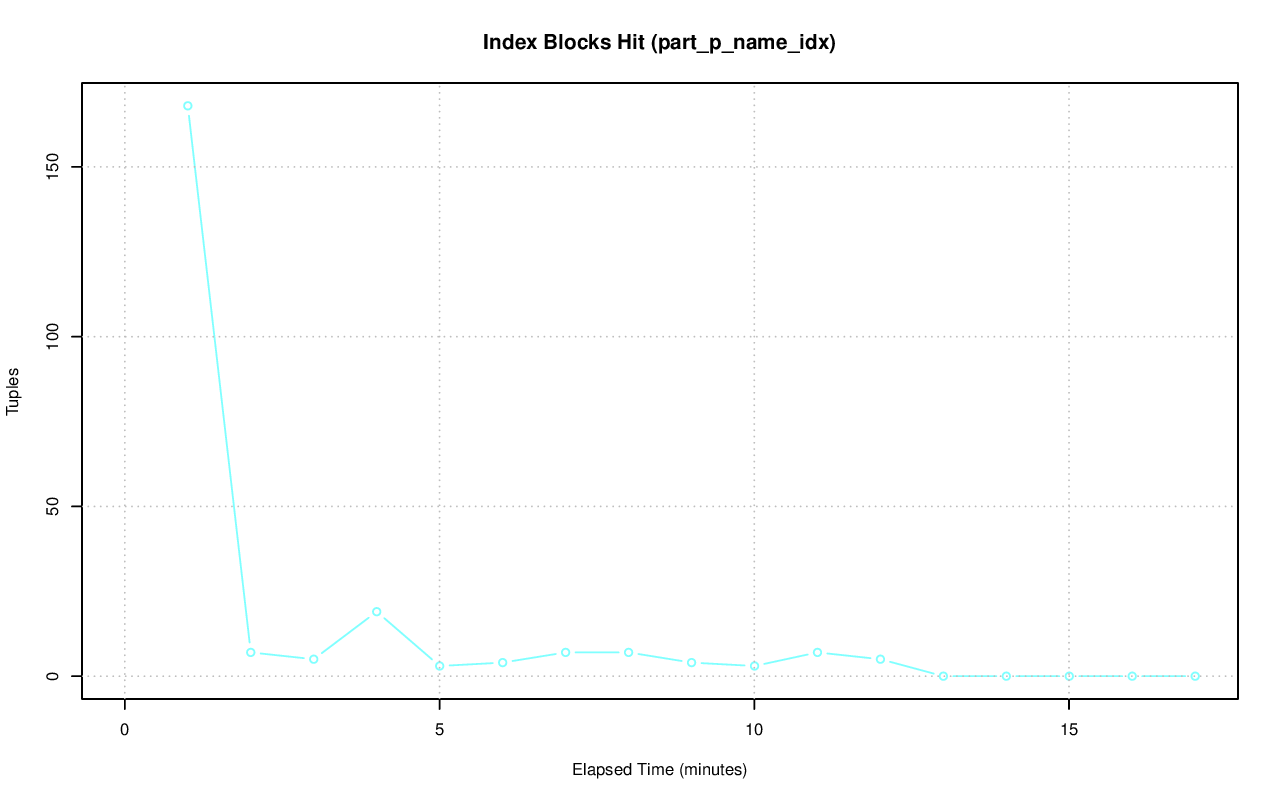 Index Blocks Hit (part_p_name_idx)
Tuples
150
100
50
0
0 5 10 15
Elapsed Time (minutes)